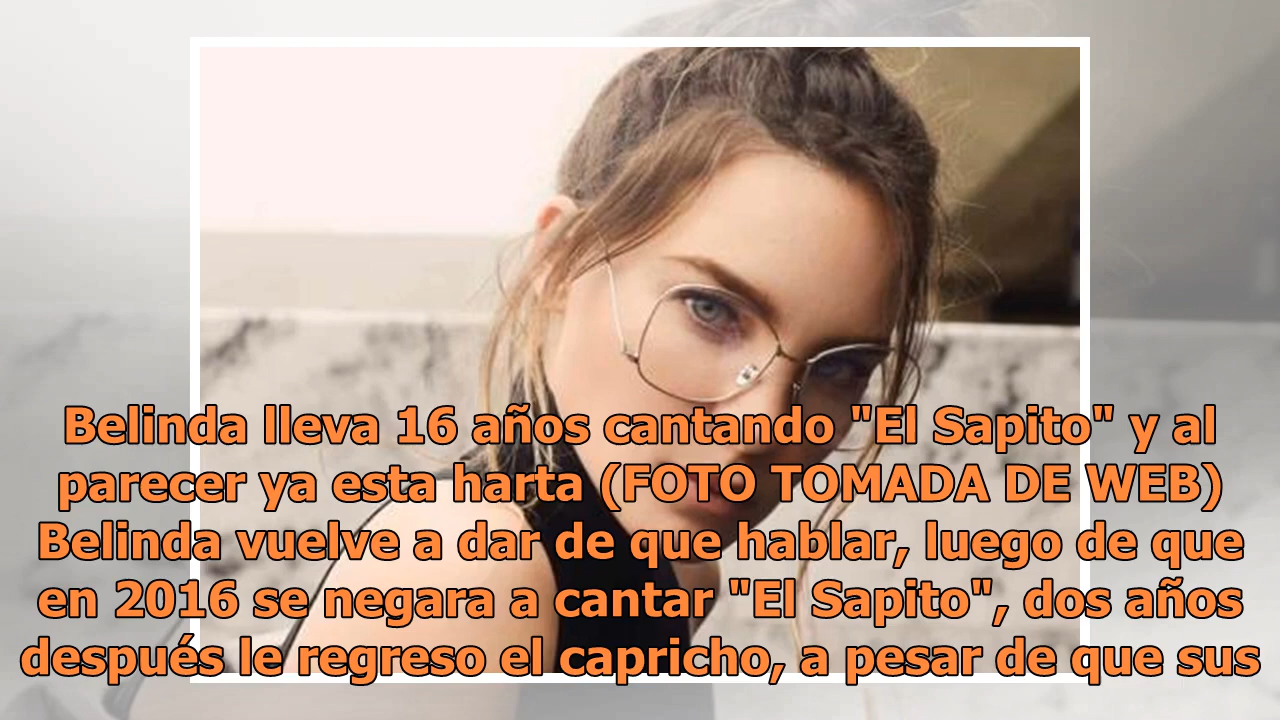 Belinda lleva 16 años cantando "El Sapito" y al
parecer ya esta harta (FOTO TOMADA DE WEB)
Belinda vuelve a dar de que hablar, luego de que
en 2016 se negara a cantar "El Sapito", dos años
después le regreso el capricho, a pesar de que sus